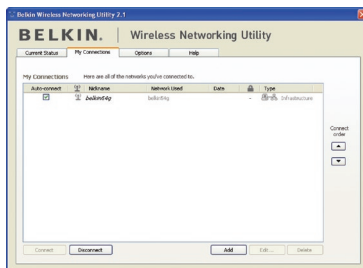 Belkin Wireless Networking Utility 2.1
BELKIN. | Wireless Networking Utility
Current Status My Connections Options Help
My Connections Here are all of the networks you've connected to.
Auto-connect Nickname Network Used Date Type
belkin54g belkin54g - Infrastructure
Connect order
Connect Disconnect Add Edit ... Delete